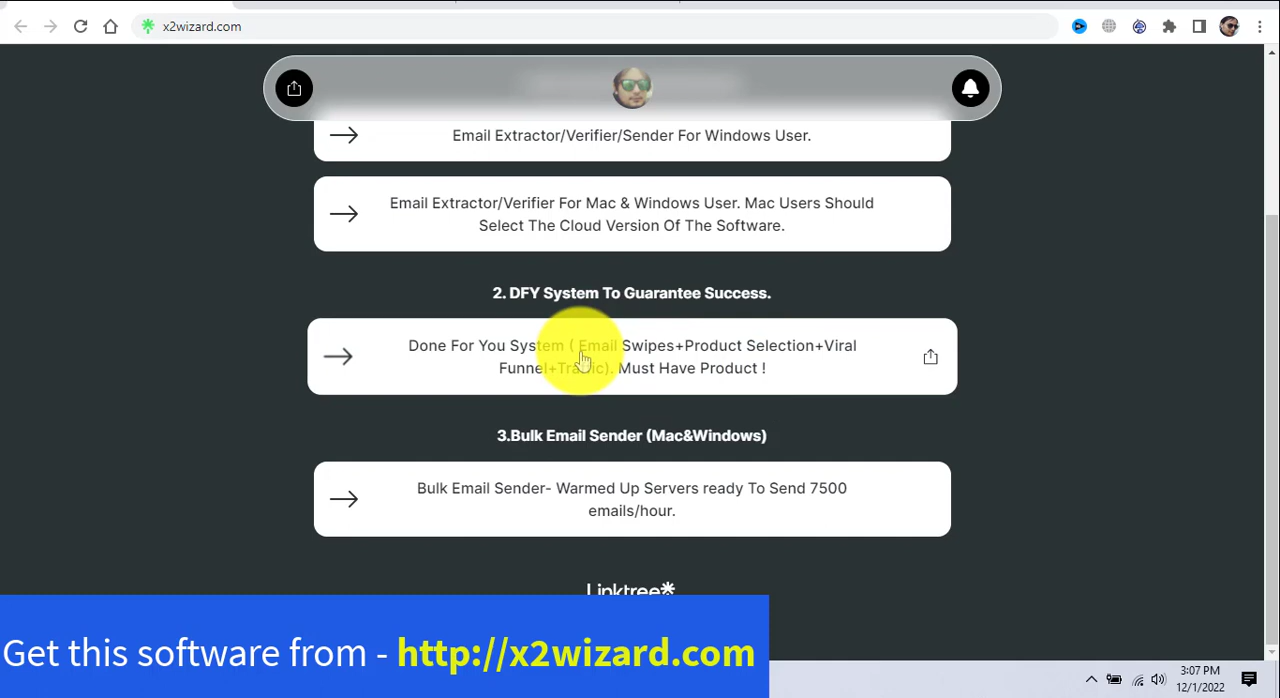 x2wizard.com
Email Extractor/Verifier/Sender For Windows User.
Email Extractor/Verifier For Mac & Windows User. Mac Users Should
Select The Cloud Version Of The Software.
2. DFY System To Guarantee Success.
Done For You System ( Email Swipes+Product Selection+Viral
Funnel+Traffic). Must Have Product !
3.Bulk Email Sender (Mac&Windows)
Bulk Email Sender- Warmed Up Servers ready To Send 7500
emails/hour.
Linktree
Get this software from - http://x2wizard.com
3:07 PM
12/1/2022